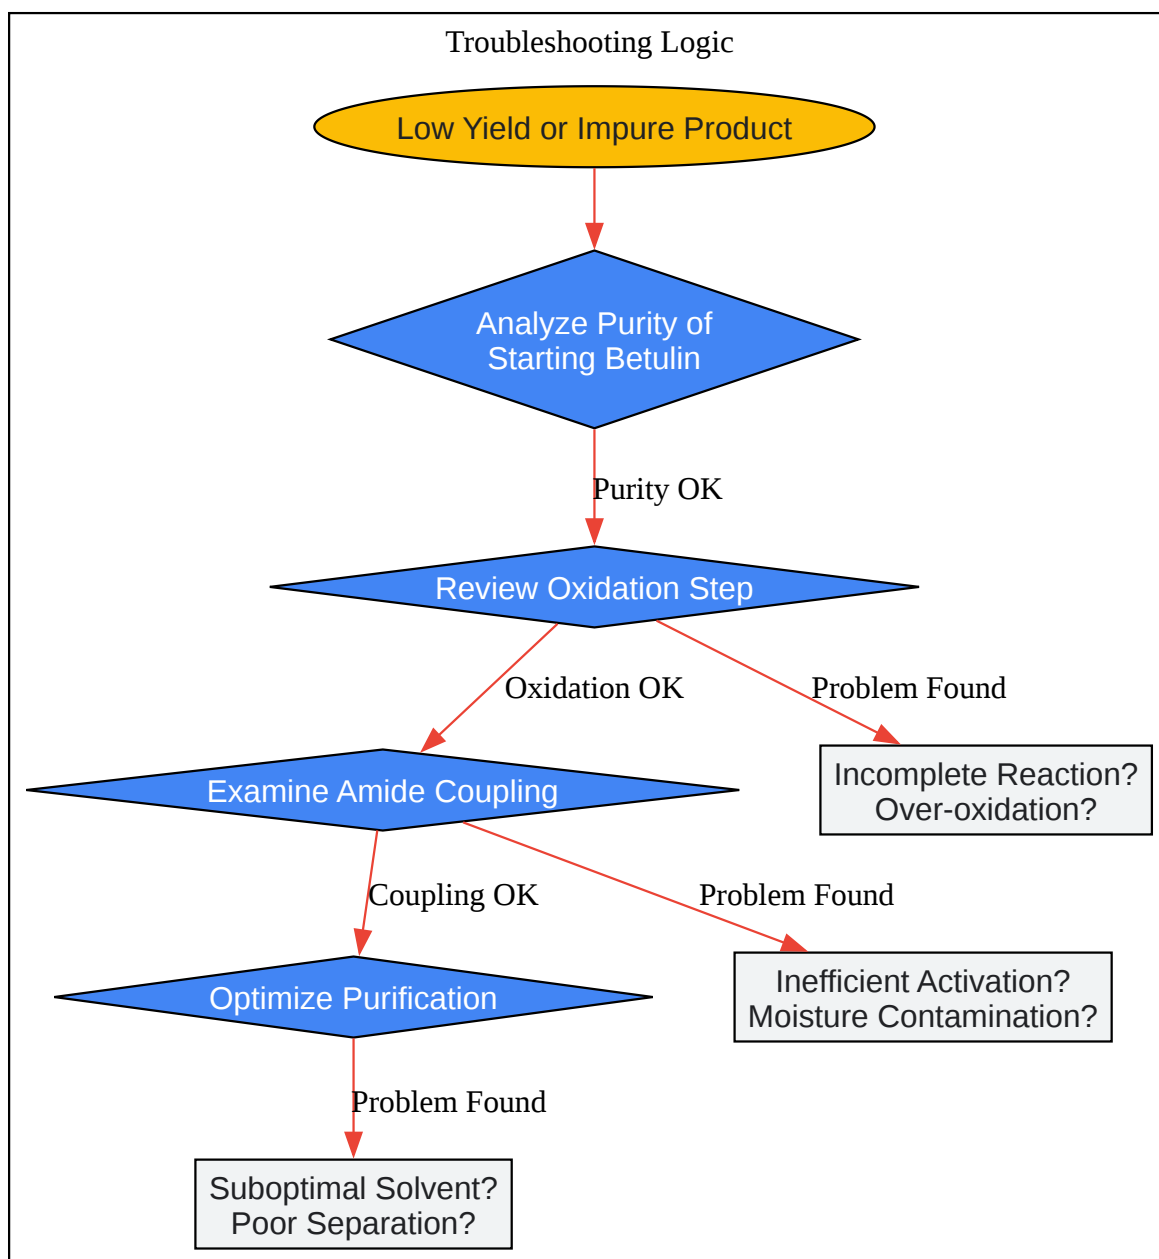 Troubleshooting Logic
Low Yield or Impure Product
Analyze Purity of
Starting Betulin
Purity OK
Review Oxidation Step
Oxidation OK
Problem Found
Incomplete Reaction?
Over-oxidation?
Examine Amide Coupling
Coupling OK
Problem Found
Inefficient Activation?
Moisture Contamination?
Optimize Purification
Problem Found
Suboptimal Solvent?
Poor Separation?